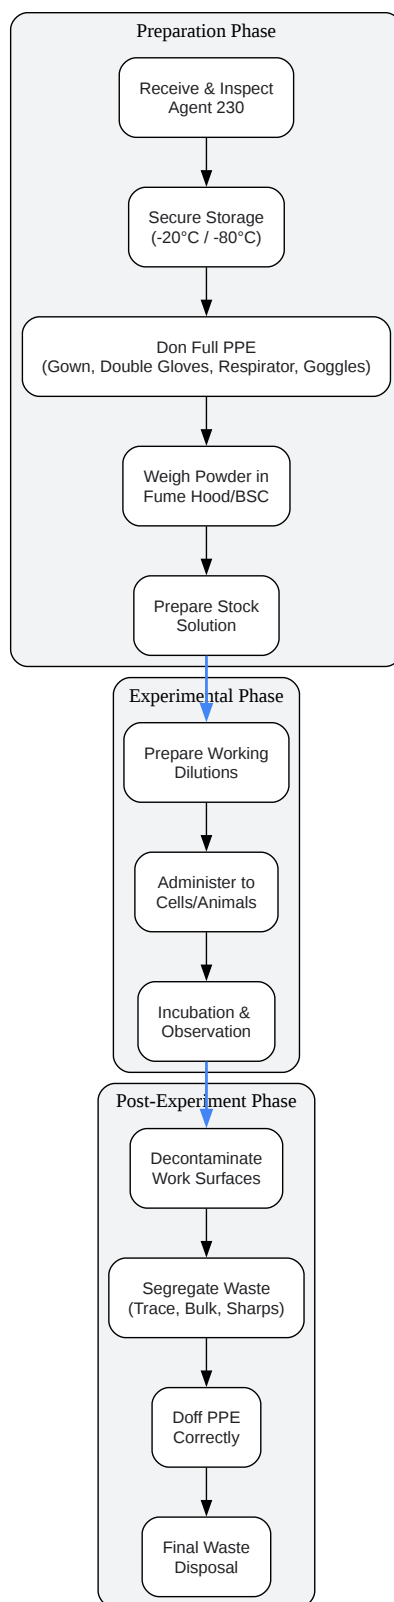 Preparation Phase
Receive & Inspect
Agent 230
Secure Storage
(-20°C / -80°C)
Don Full PPE
(Gown, Double Gloves, Respirator, Goggles)
Weigh Powder in
Fume Hood/BSC
Prepare Stock
Solution
Experimental Phase
Prepare Working
Dilutions
Administer to
Cells/Animals
Incubation &
Observation
Post-Experiment Phase
Decontaminate
Work Surfaces
Segregate Waste
(Trace, Bulk, Sharps)
Doff PPE
Correctly
Final Waste
Disposal